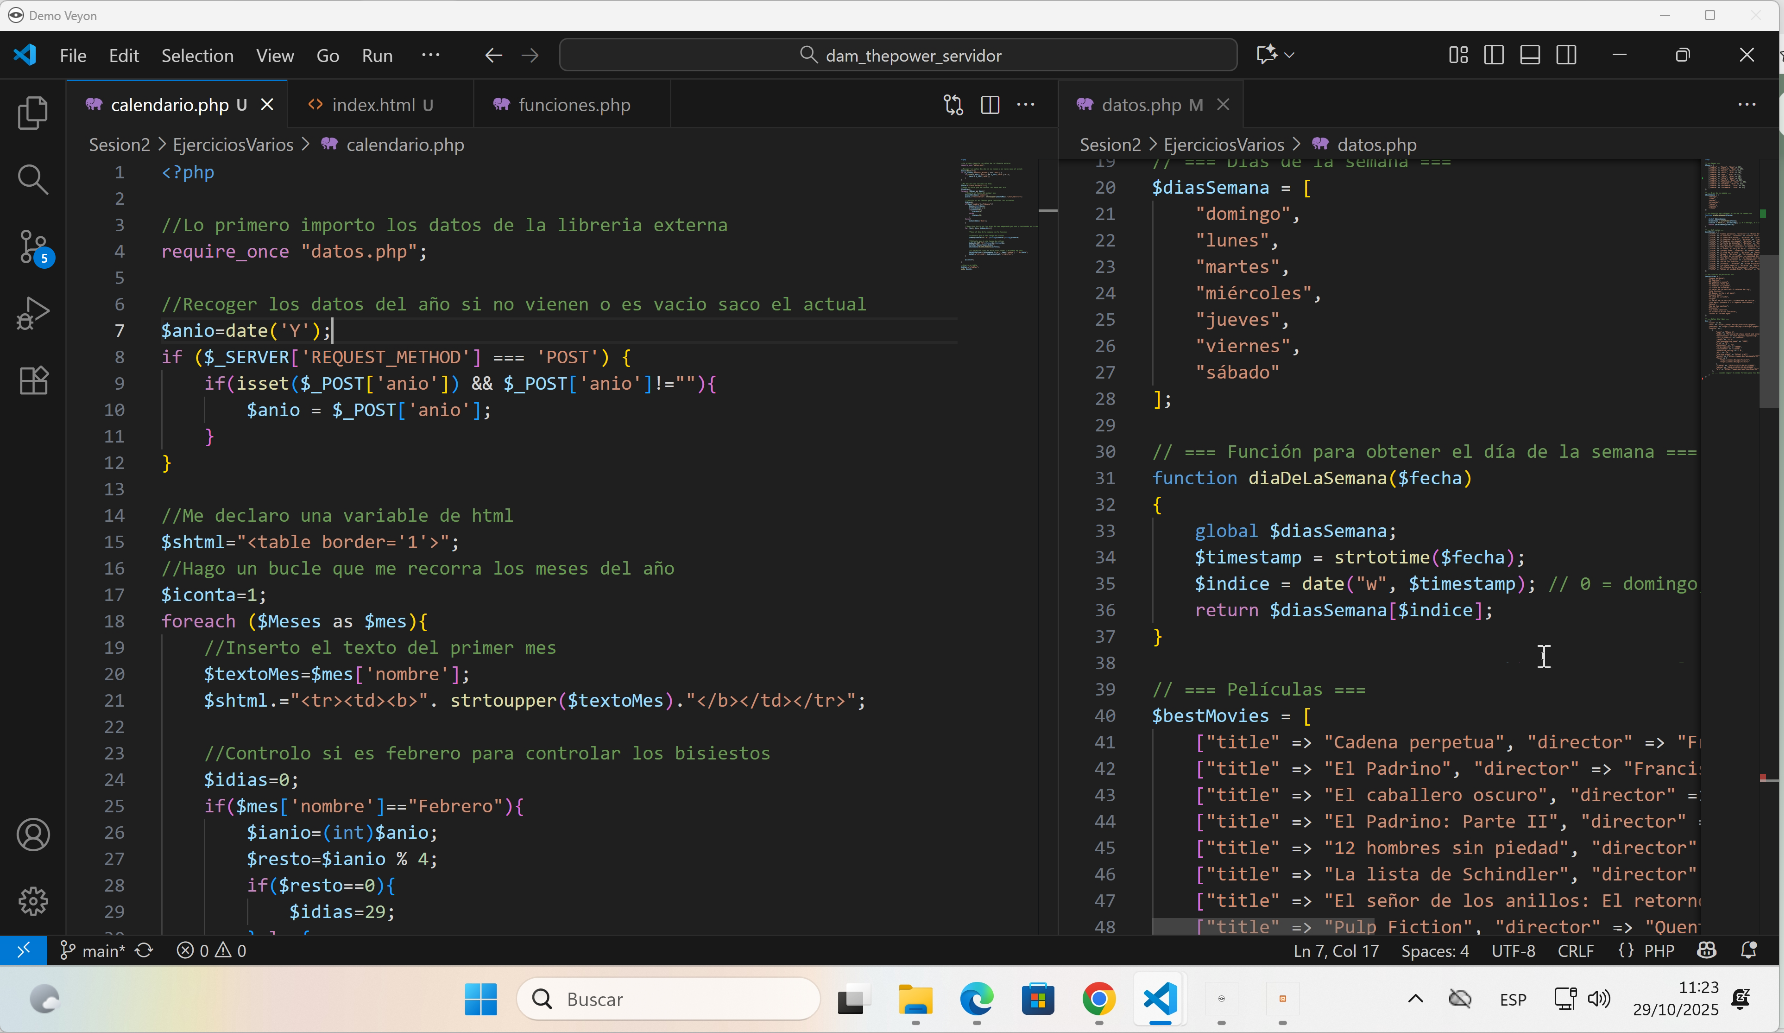 Demo Veyon
File Edit Selection View Go Run ··· dam_thepower_servidor
calendario.php U index.html U funciones.php
Sesion2 > EjerciciosVarios > calendario.php
1 <?php
2
3 //Lo primero importo los datos de la libreria externa
4 require_once "datos.php";
5
6 //Recoger los datos del año si no vienen o es vacio saco el actual
7 $anio=date('Y');
8 if ($_SERVER['REQUEST_METHOD'] === 'POST') {
9 if(isset($_POST['anio']) && $_POST['anio']!=""){
10 $anio = $_POST['anio'];
11 }
12 }
13
14 //Me declaro una variable de html
15 $shtml="<table border='1'>";
16 //Hago un bucle que me recorra los meses del año
17 $iconta=1;
18 foreach ($Meses as $mes){
19 //Inserto el texto del primer mes
20 $textoMes=$mes['nombre'];
21 $shtml.="<tr><td><b>". strtoupper($textoMes)."</b></td></tr>";
22
23 //Controlo si es febrero para controlar los bisiestos
24 $idias=0;
25 if($mes['nombre']=="Febrero"){
26 $ianio=(int)$anio;
27 $resto=$ianio % 4;
28 if($resto==0){
29 $idias=29;
datos.php M
Sesion2 > EjerciciosVarios > datos.php
19 // === Días de la semana ===
20 $diasSemana = [
21 "domingo",
22 "lunes",
23 "martes",
24 "miércoles",
25 "jueves",
26 "viernes",
27 "sábado"
28 ];
29
30 // === Función para obtener el día de la semana ===
31 function diaDeLaSemana($fecha)
32 {
33 global $diasSemana;
34 $timestamp = strtotime($fecha);
35 $indice = date("w", $timestamp); // 0 = domingo
36 return $diasSemana[$indice];
37 }
38
39 // === Películas ===
40 $bestMovies = [
41 ["title" => "Cadena perpetua", "director" => "F
42 ["title" => "El Padrino", "director" => "Francis
43 ["title" => "El caballero oscuro", "director" =
44 ["title" => "El Padrino: Parte II", "director"
45 ["title" => "12 hombres sin piedad", "director"
46 ["title" => "La lista de Schindler", "director"
47 ["title" => "El señor de los anillos: El retorn
48 ["title" => "Pulp Fiction", "director" => "Quen
5
main* 0 0 Ln 7, Col 17 Spaces: 4 UTF-8 CRLF {} PHP
Buscar ESP 11:23
29/10/2025